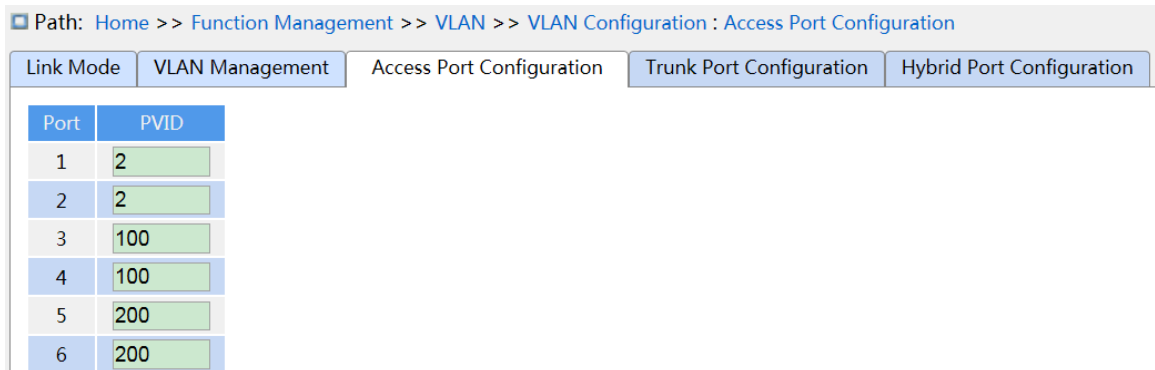 Path: Home >> Function Management >> VLAN >> VLAN Configuration : Access Port Configuration
Link Mode VLAN Management Access Port Configuration Trunk Port Configuration Hybrid Port Configuration
Port PVID
1 2
2 2
3 100
4 100
5 200
6 200